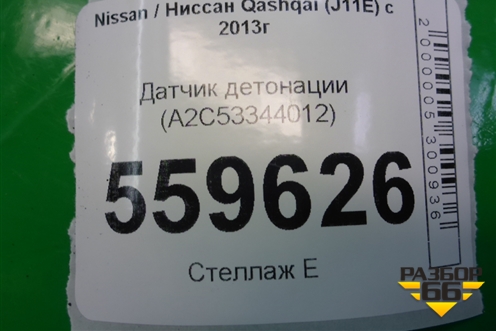 Nissan / Ниссан Qashqai (J11E) с
2013г
Датчик детонации
(A2C53344012)
559626
Стеллаж Е
2000005300936
РАЗБОР
66